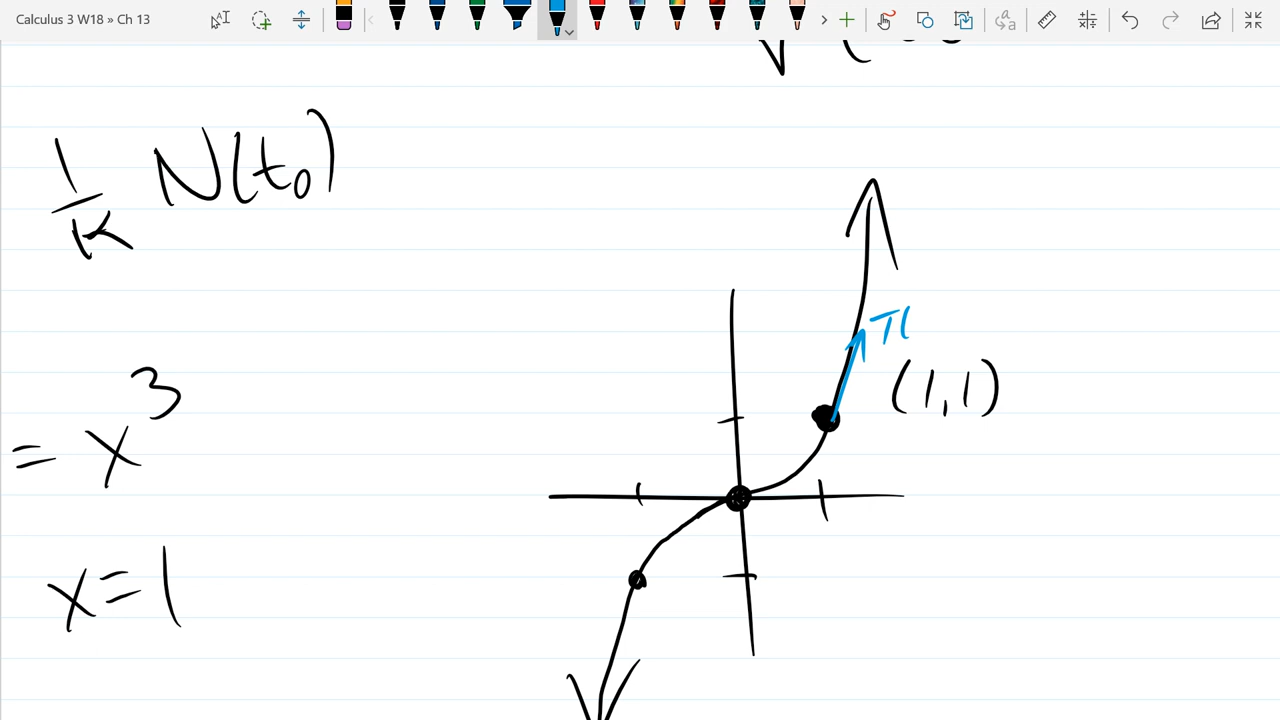 Calculus 3 W18 » Ch 13
1/K N(t₀)
(1,1)
= x³
x=1